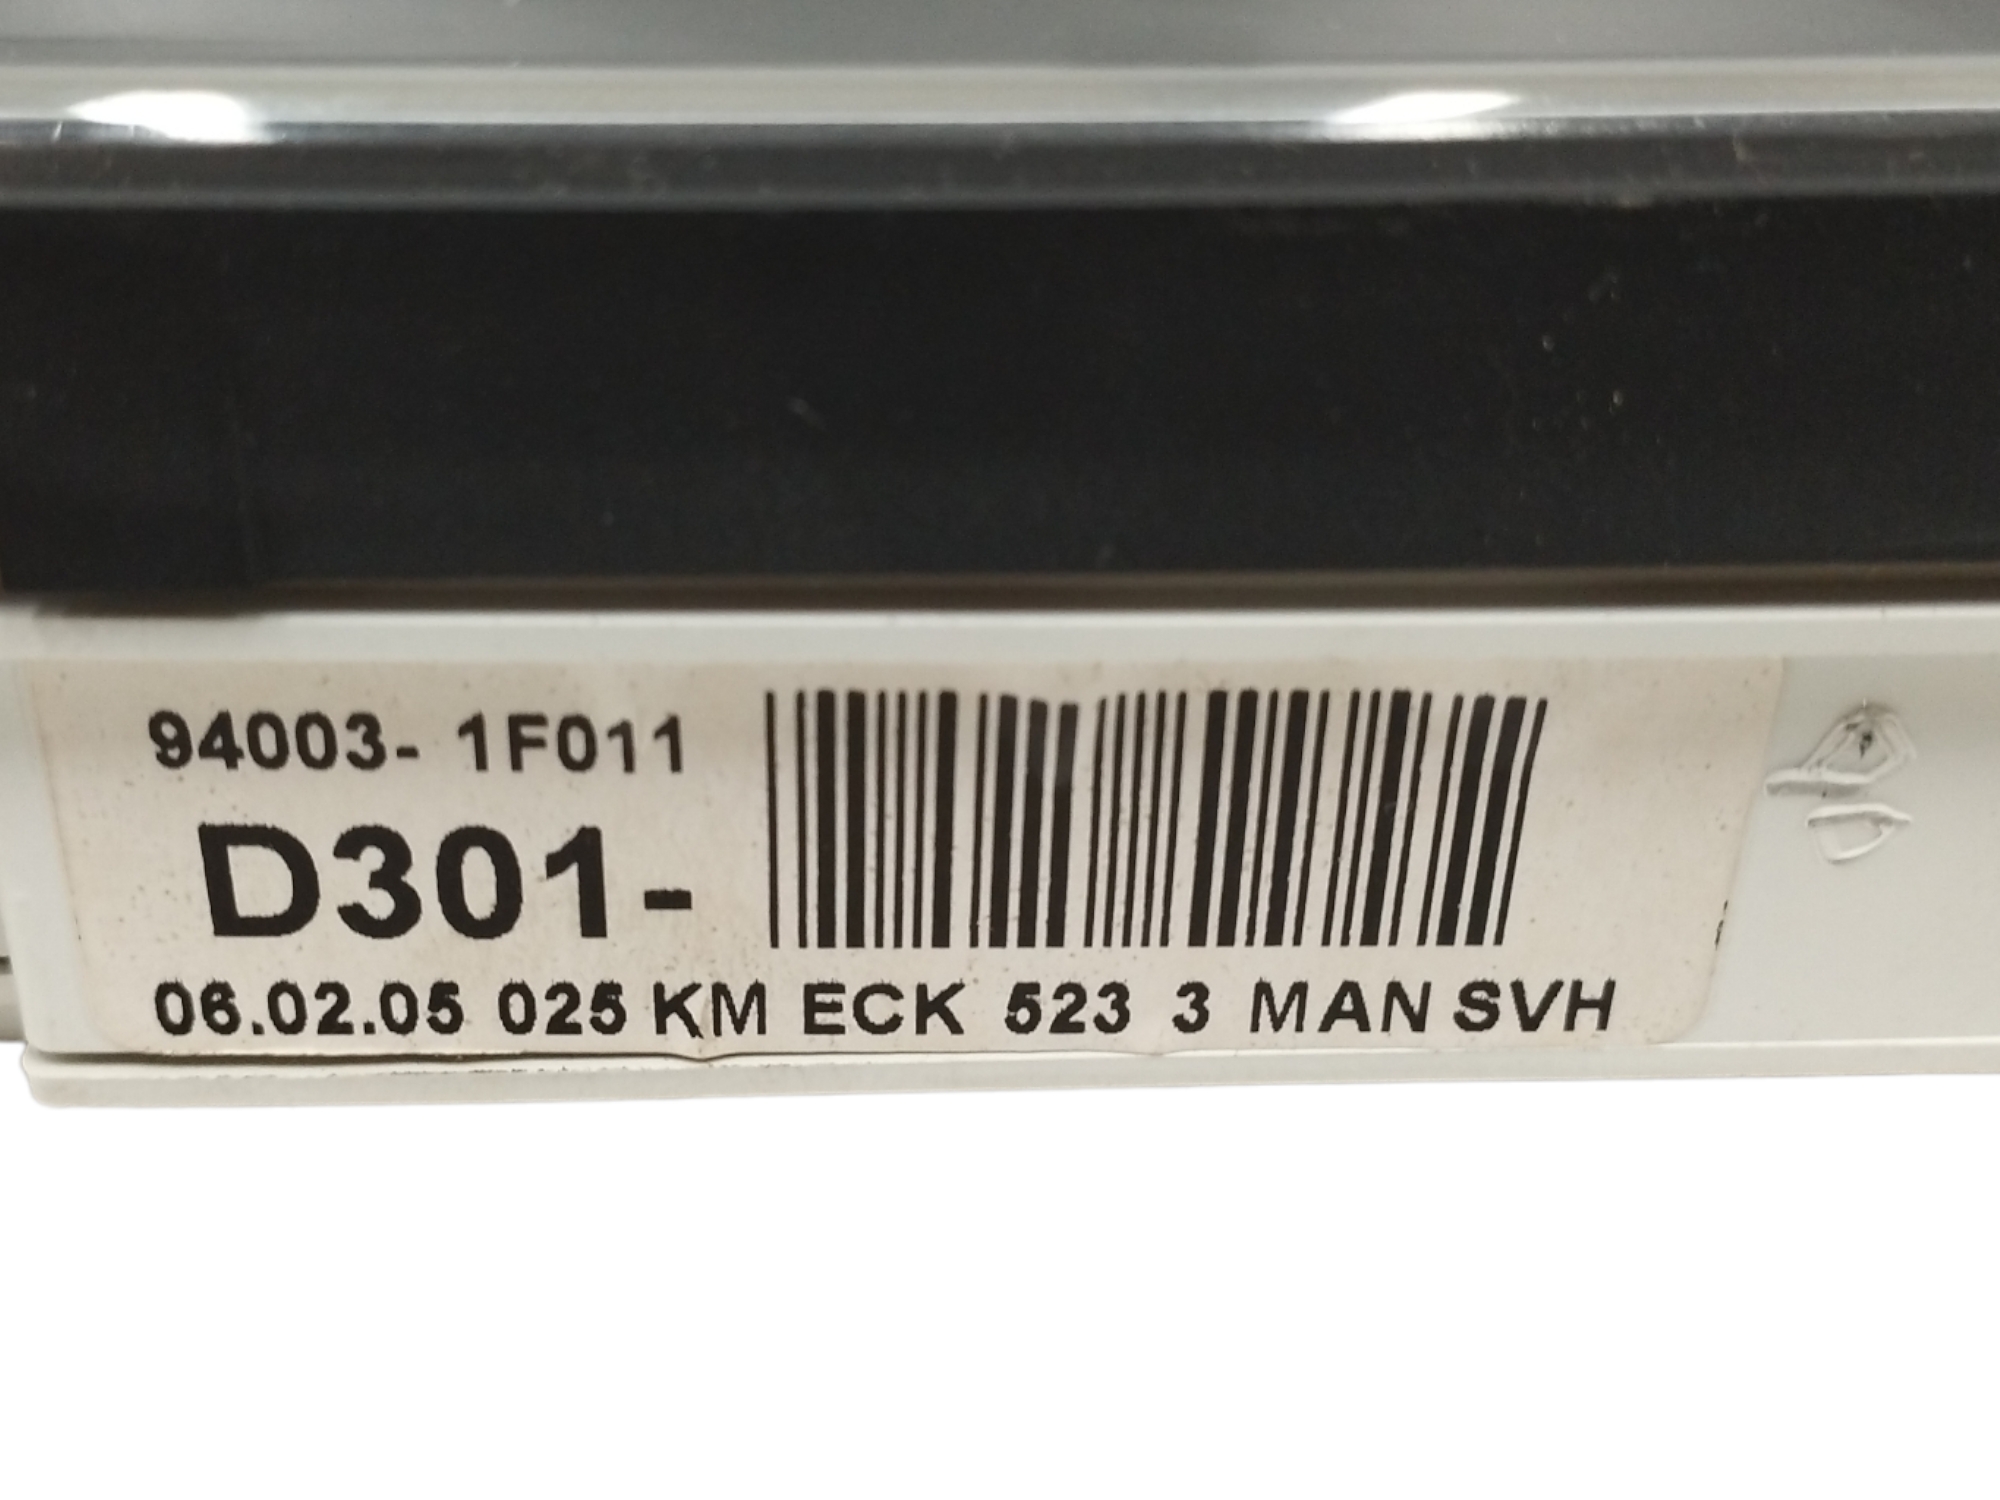 94003- 1F011
D301-
06.02.05 025 KM ECK 523 3 MAN SVH